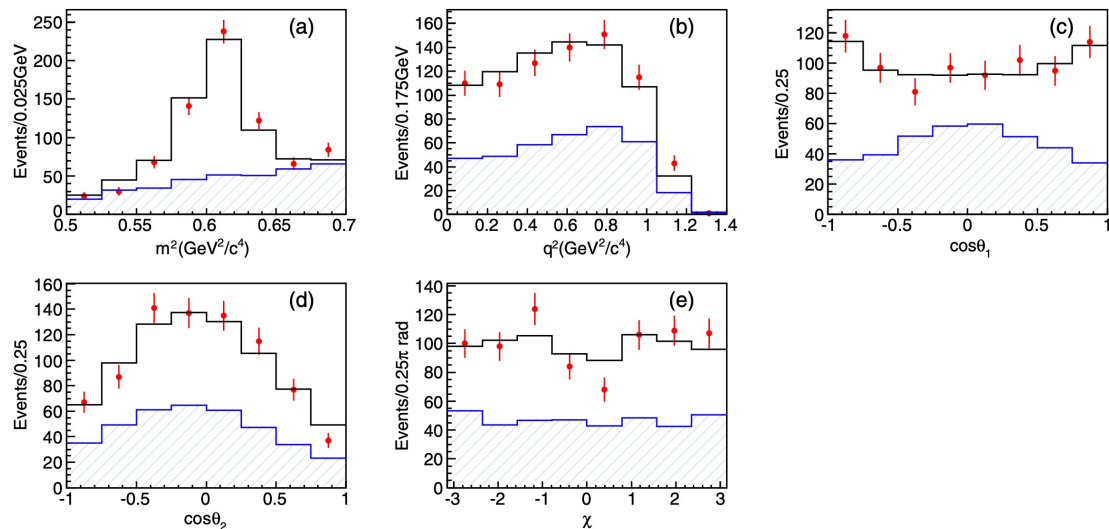 (a)
Events/0.025GeV
250
200
150
100
50
0
0.5 0.55 0.6 0.65 0.7
m²(GeV²/c⁴)
(b)
Events/0.175GeV
160
140
120
100
80
60
40
20
0
0 0.2 0.4 0.6 0.8 1 1.2 1.4
q²(GeV²/c⁴)
(c)
Events/0.25
120
100
80
60
40
20
0
-1 -0.5 0 0.5 1
cosθ₁
(d)
Events/0.25
160
140
120
100
80
60
40
20
0
-1 -0.5 0 0.5 1
cosθ₂
(e)
Events/0.25π rad
140
120
100
80
60
40
20
0
-3 -2 -1 0 1 2 3
χ